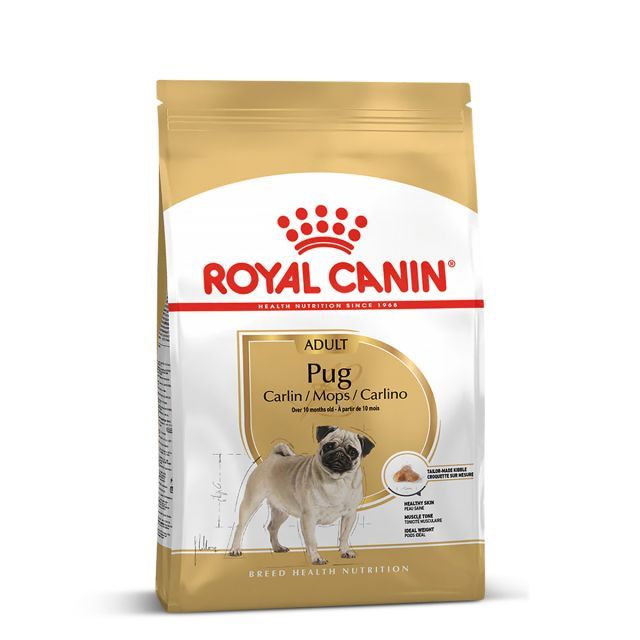 ROYAL CANIN®
HEALTH NUTRITION SINCE 1968
ADULT
Pug
Carlin / Mops / Carlino
Over 10 months old - À partir de 10 mois
TAILOR-MADE KIBBLE
CROQUETTE SUR MESURE
HEALTHY SKIN
PEAU SAINE
MUSCLE TONE
TONICITÉ MUSCULAIRE
IDEAL WEIGHT
POIDS IDÉAL
BREED HEALTH NUTRITION